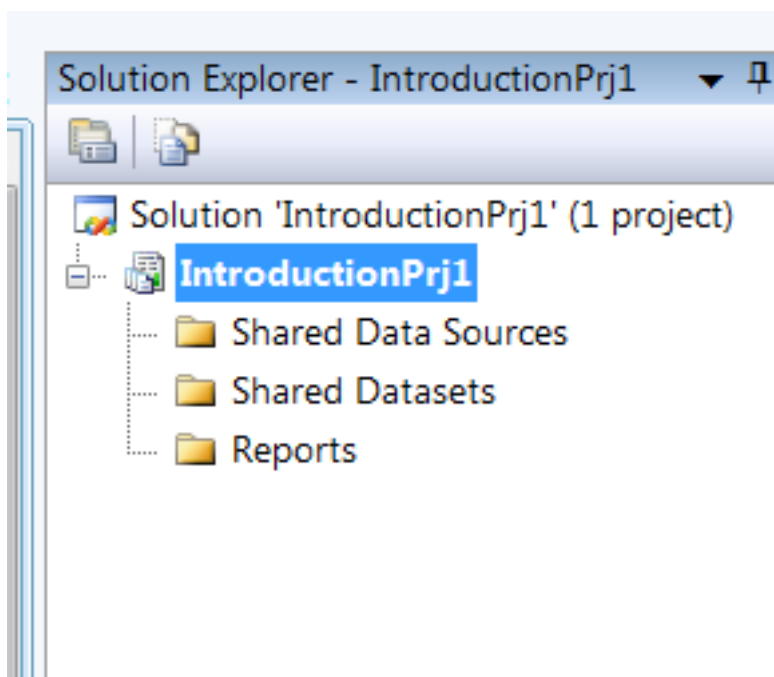 Solution Explorer - IntroductionPrj1
Solution 'IntroductionPrj1' (1 project)
IntroductionPrj1
Shared Data Sources
Shared Datasets
Reports